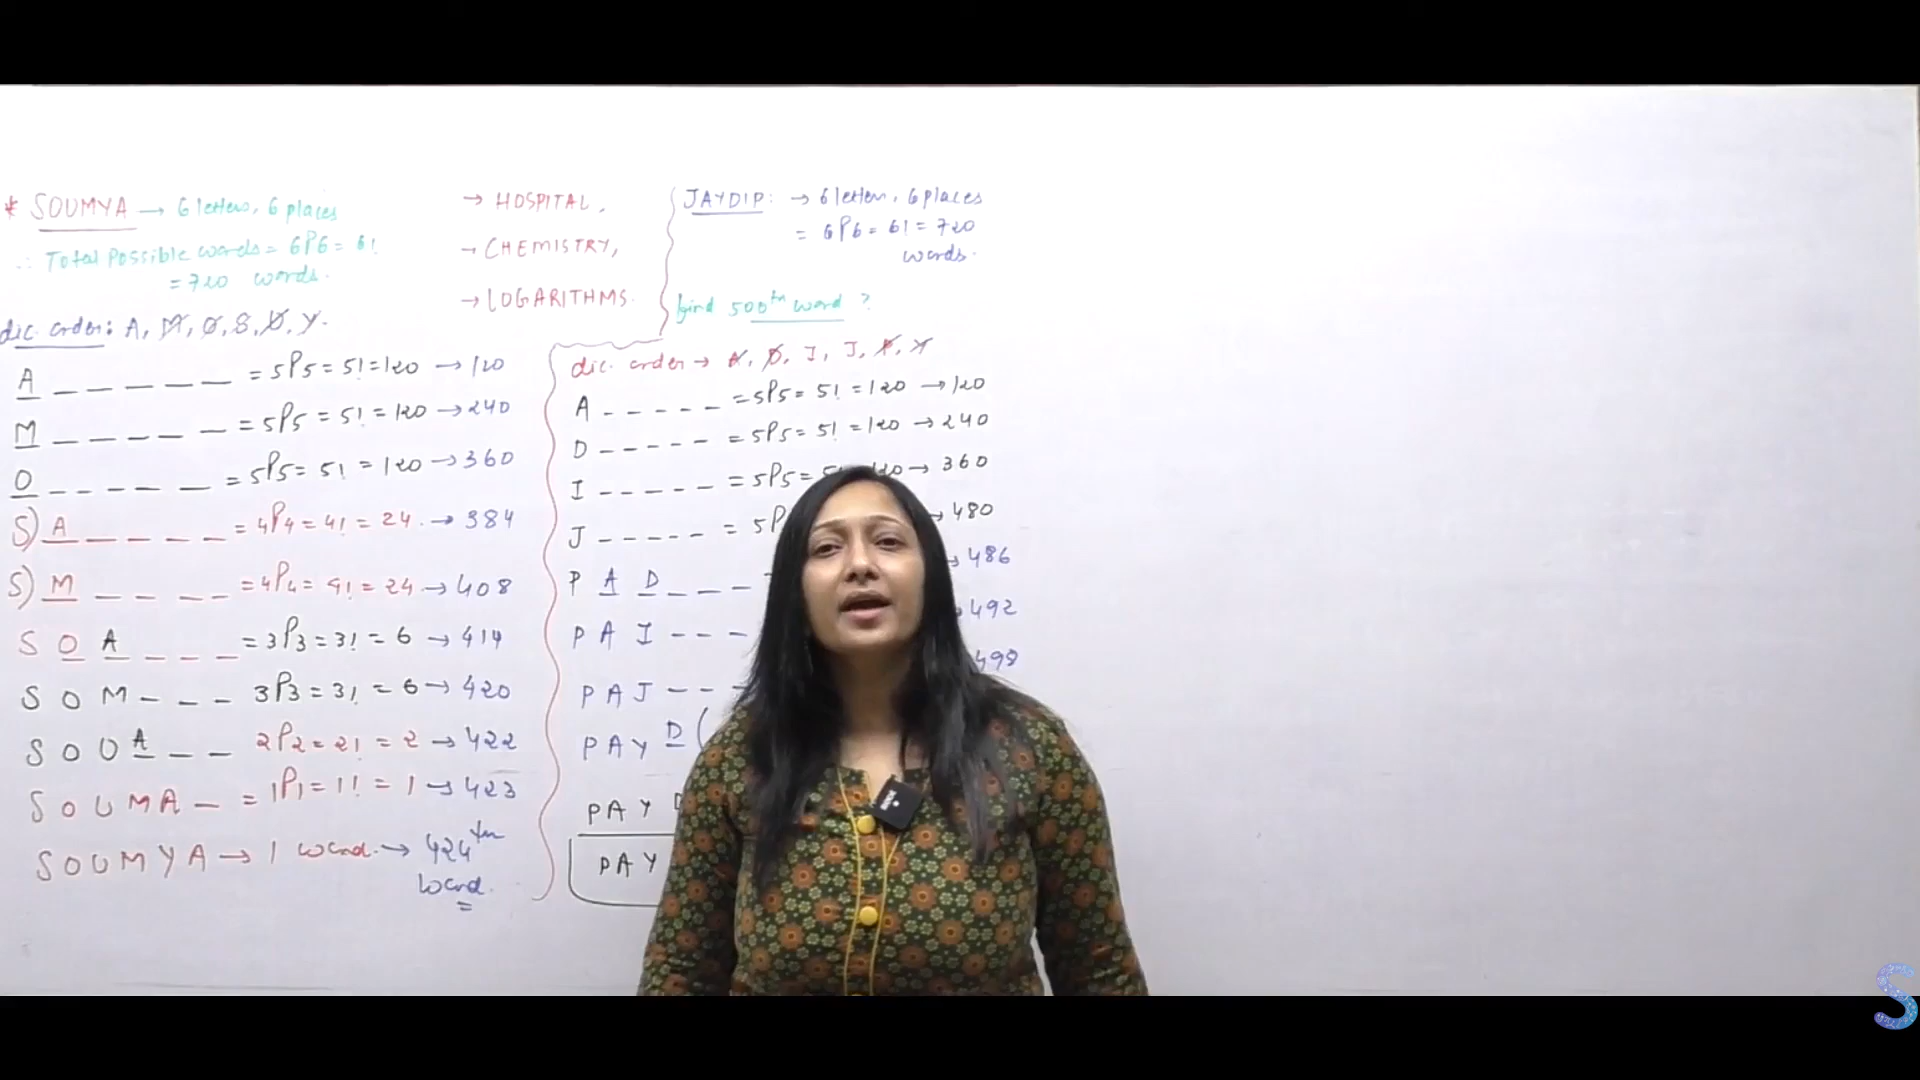 * SOUMYA → 6 letters, 6 places
∴ Total Possible words = 6P6 = 6!
= 720 words.
dic. order: A, M, O, S, U, Y.
A _ _ _ _ _ = 5P5 = 5! = 120 → 120
M _ _ _ _ _ = 5P5 = 5! = 120 → 240
O _ _ _ _ _ = 5P5 = 5! = 120 → 360
S) A _ _ _ _ = 4P4 = 4! = 24. → 384
S) M _ _ _ _ = 4P4 = 4! = 24 → 408
S O A _ _ _ = 3P3 = 3! = 6 → 414
S O M _ _ _ 3P3 = 3! = 6 → 420
S O U A _ _ 2P2 = 2! = 2 → 422
S O U M A _ = 1P1 = 1! = 1 → 423
S O U M Y A → 1 word. → 424th
word.
→ HOSPITAL,
→ CHEMISTRY,
→ LOGARITHMS.
JAYDIP: → 6 letters, 6 places
= 6P6 = 6! = 720
words.
find 500th word ?
dic. order → A, D, I, J, P, Y
A _ _ _ _ _ = 5P5 = 5! = 120 → 120
D _ _ _ _ _ = 5P5 = 5! = 120 → 240
I _ _ _ _ _ = 5P5 = → 360
J _ _ _ _ _ = → 480
P A D _ _ _ → 486
P A I _ _ _ 492
P A J _ _ _ 498
P A Y D (
P A Y
P A Y